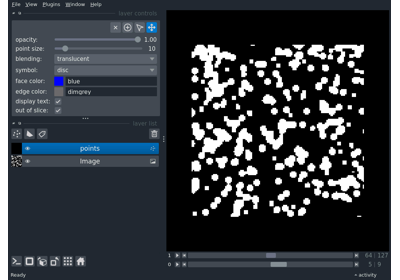 File View Plugins Window Help
layer controls
opacity: 1.00
point size: 10
blending: translucent
symbol: disc
face color: blue
edge color: dimgrey
display text:
out of slice:
layer list
points
Image
1 64 127
0 5 9
Ready activity